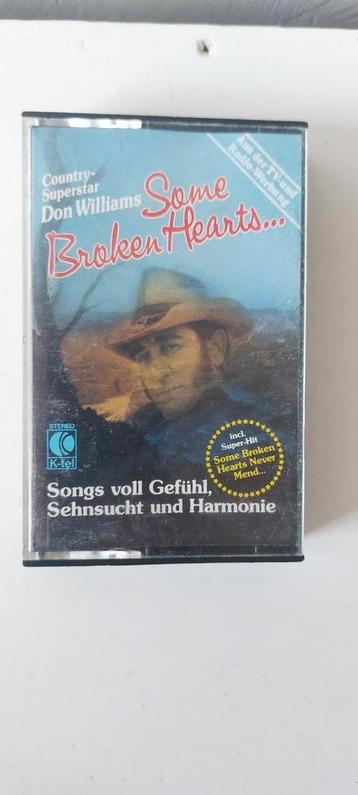 Aus der TV- und
Radio-Werbung
Country-
Superstar
Don Williams
Some
Broken Hearts...
STEREO
K
K-tel
incl.
Super-Hit
Some Broken
Hearts Never
Mend...
Songs voll Gefühl,
Sehnsucht und Harmonie